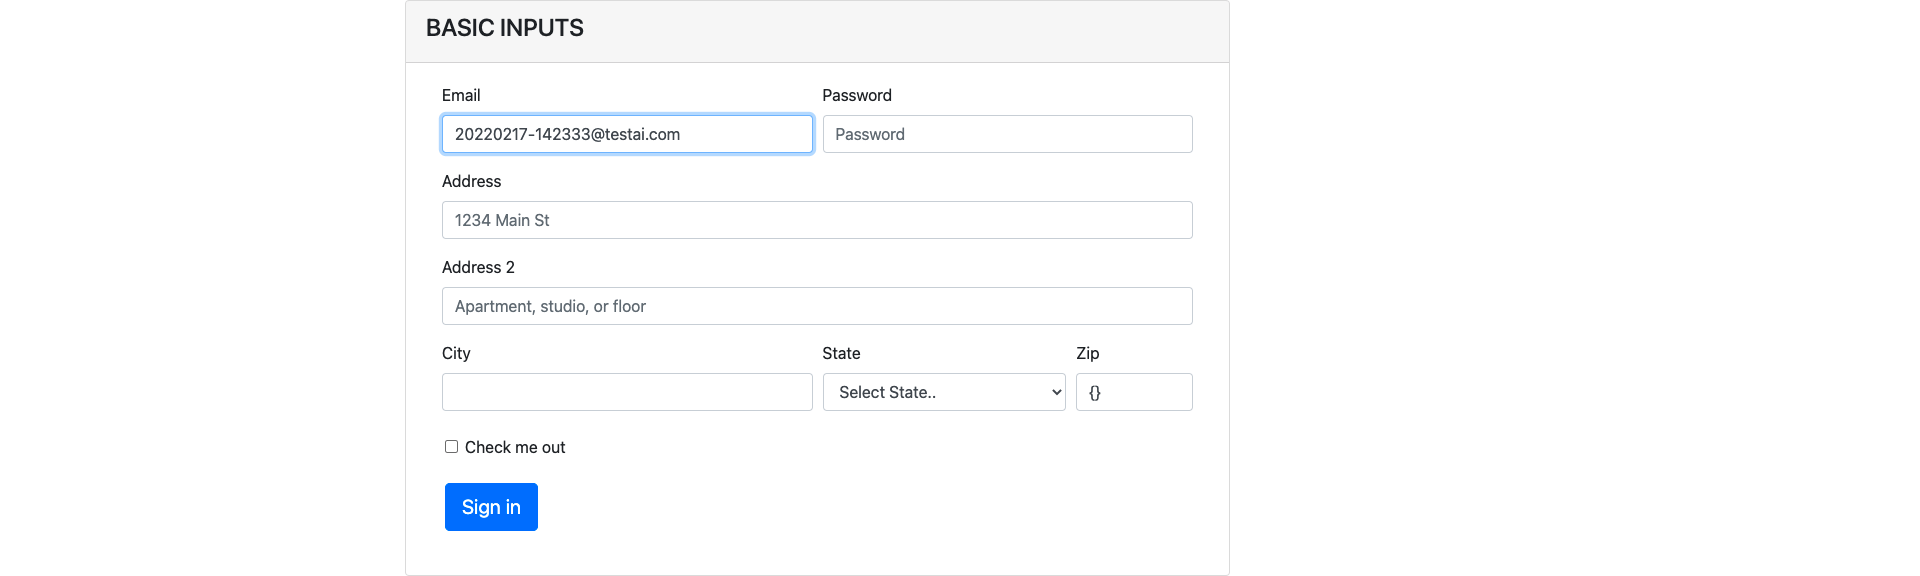 BASIC INPUTS
Email Password
20220217-142333@testai.com Password
Address
1234 Main St
Address 2
Apartment, studio, or floor
City State Zip
Select State.. {}
Check me out
Sign in